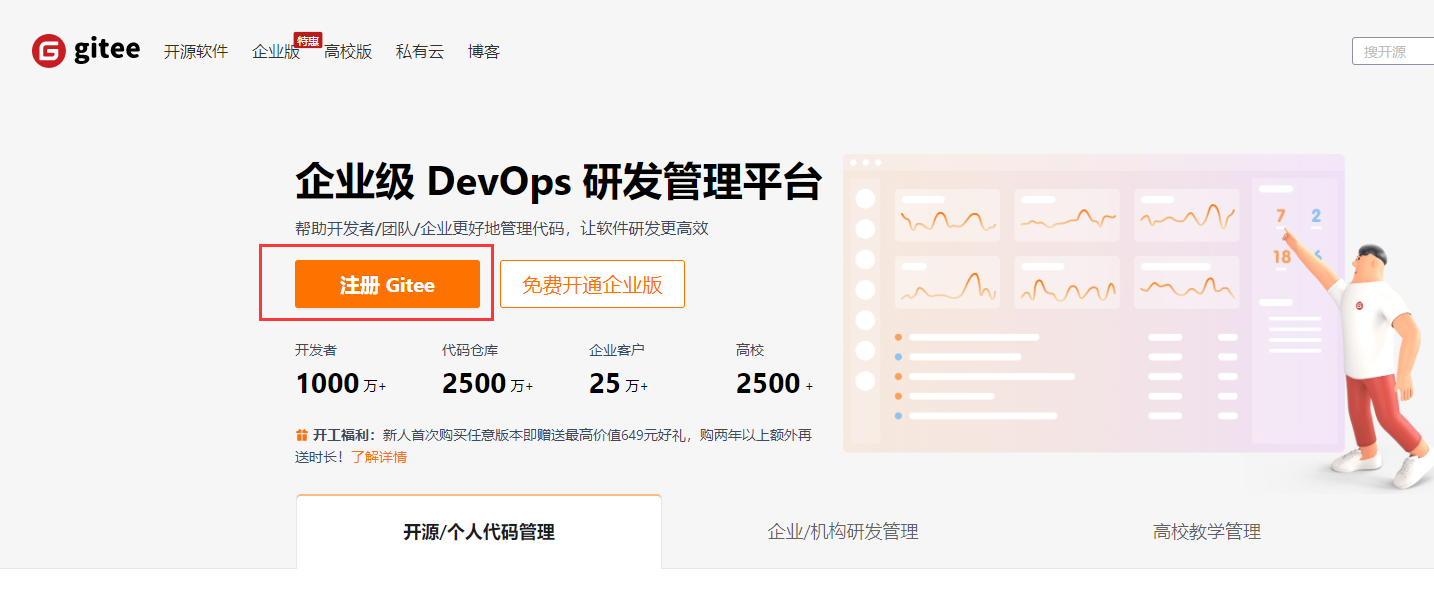 gitee 开源软件 企业版 特惠 高校版 私有云 博客 搜开源
企业级 DevOps 研发管理平台
帮助开发者/团队/企业更好地管理代码，让软件研发更高效
注册 Gitee 免费开通企业版
开发者 代码仓库 企业客户 高校
1000 万+ 2500 万+ 25 万+ 2500 +
开工福利：新人首次购买任意版本即赠送最高价值649元好礼，购两年以上额外再
送时长！了解详情
7 2
18
开源/个人代码管理 企业/机构研发管理 高校教学管理